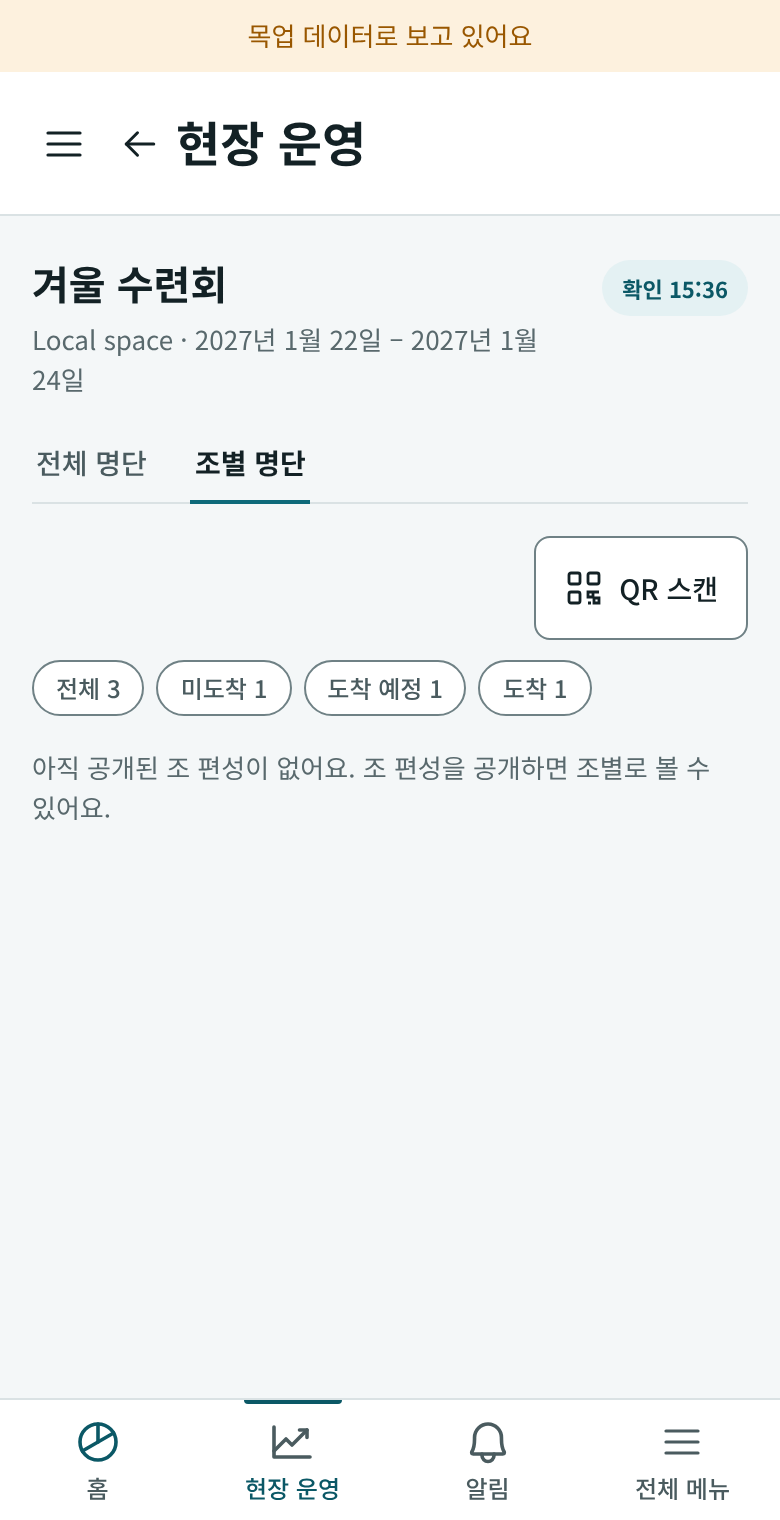 목업 데이터로 보고 있어요
현장 운영
겨울 수련회
확인 15:36
Local space · 2027년 1월 22일 – 2027년 1월
24일
전체 명단
조별 명단
QR 스캔
전체 3
미도착 1
도착 예정 1
도착 1
아직 공개된 조 편성이 없어요. 조 편성을 공개하면 조별로 볼 수
있어요.
홈
현장 운영
알림
전체 메뉴